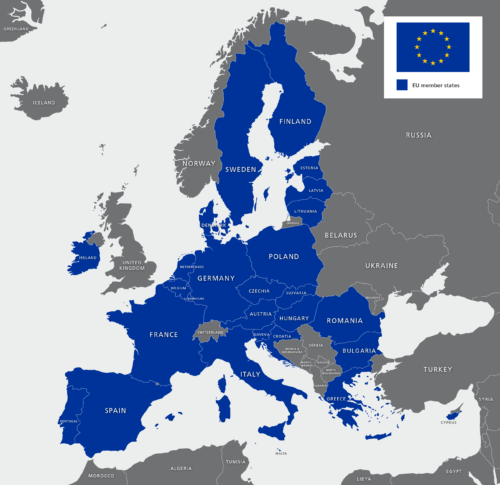 GREENLAND
EU member states
ICELAND
FINLAND
RUSSIA
NORWAY
SWEDEN
ESTONIA
LATVIA
LITHUANIA
BELARUS
IRELAND
UNITED
KINGDOM
NETHERLANDS
POLAND
GERMANY
UKRAINE
BELGIUM
CZECHIA
SLOVAKIA
AUSTRIA
HUNGARY
ROMANIA
FRANCE
SWITZERLAND
SLOVENIA
CROATIA
SERBIA
BULGARIA
ITALY
TURKEY
GREECE
SPAIN
PORTUGAL
CYPRUS
SYRIA
MALTA
TUNISIA
ALGERIA
MOROCCO
LIBYA
EGYPT